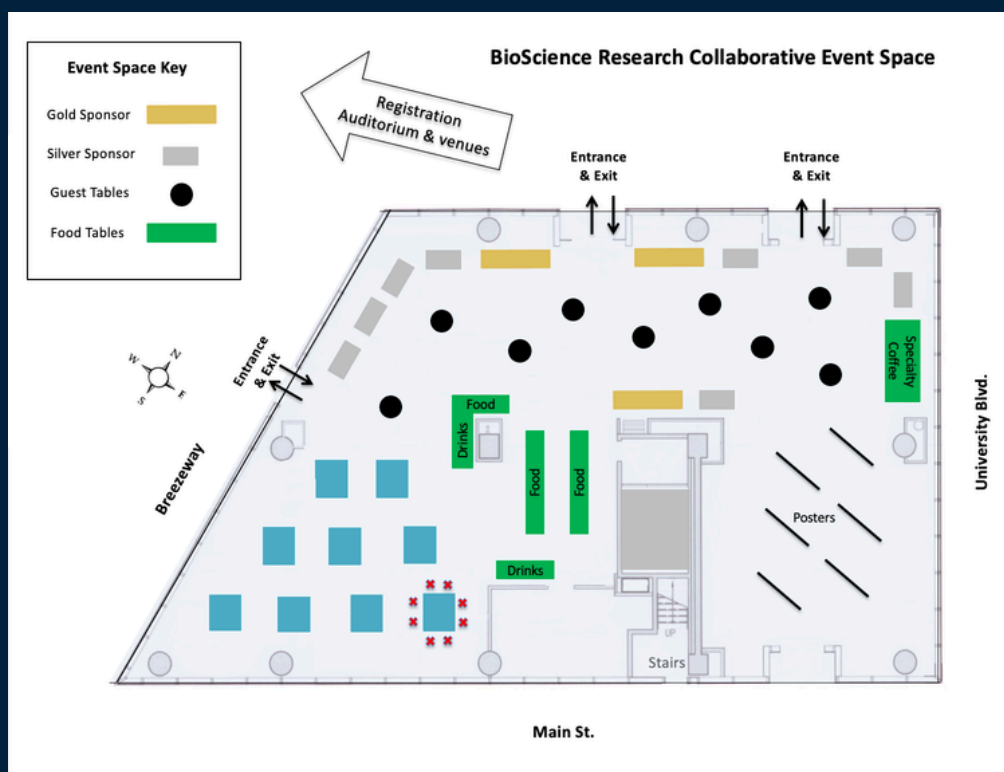 BioScience Research Collaborative Event Space
Event Space Key
Gold Sponsor
Silver Sponsor
Guest Tables
Food Tables
Registration
Auditorium & venues
Entrance
& Exit
Entrance
& Exit
W
N
S
E
Entrance
& Exit
Breezeway
Food
Drinks
Food
Food
Drinks
Specialty
Coffee
University Blvd.
Posters
UP
Stairs
Main St.